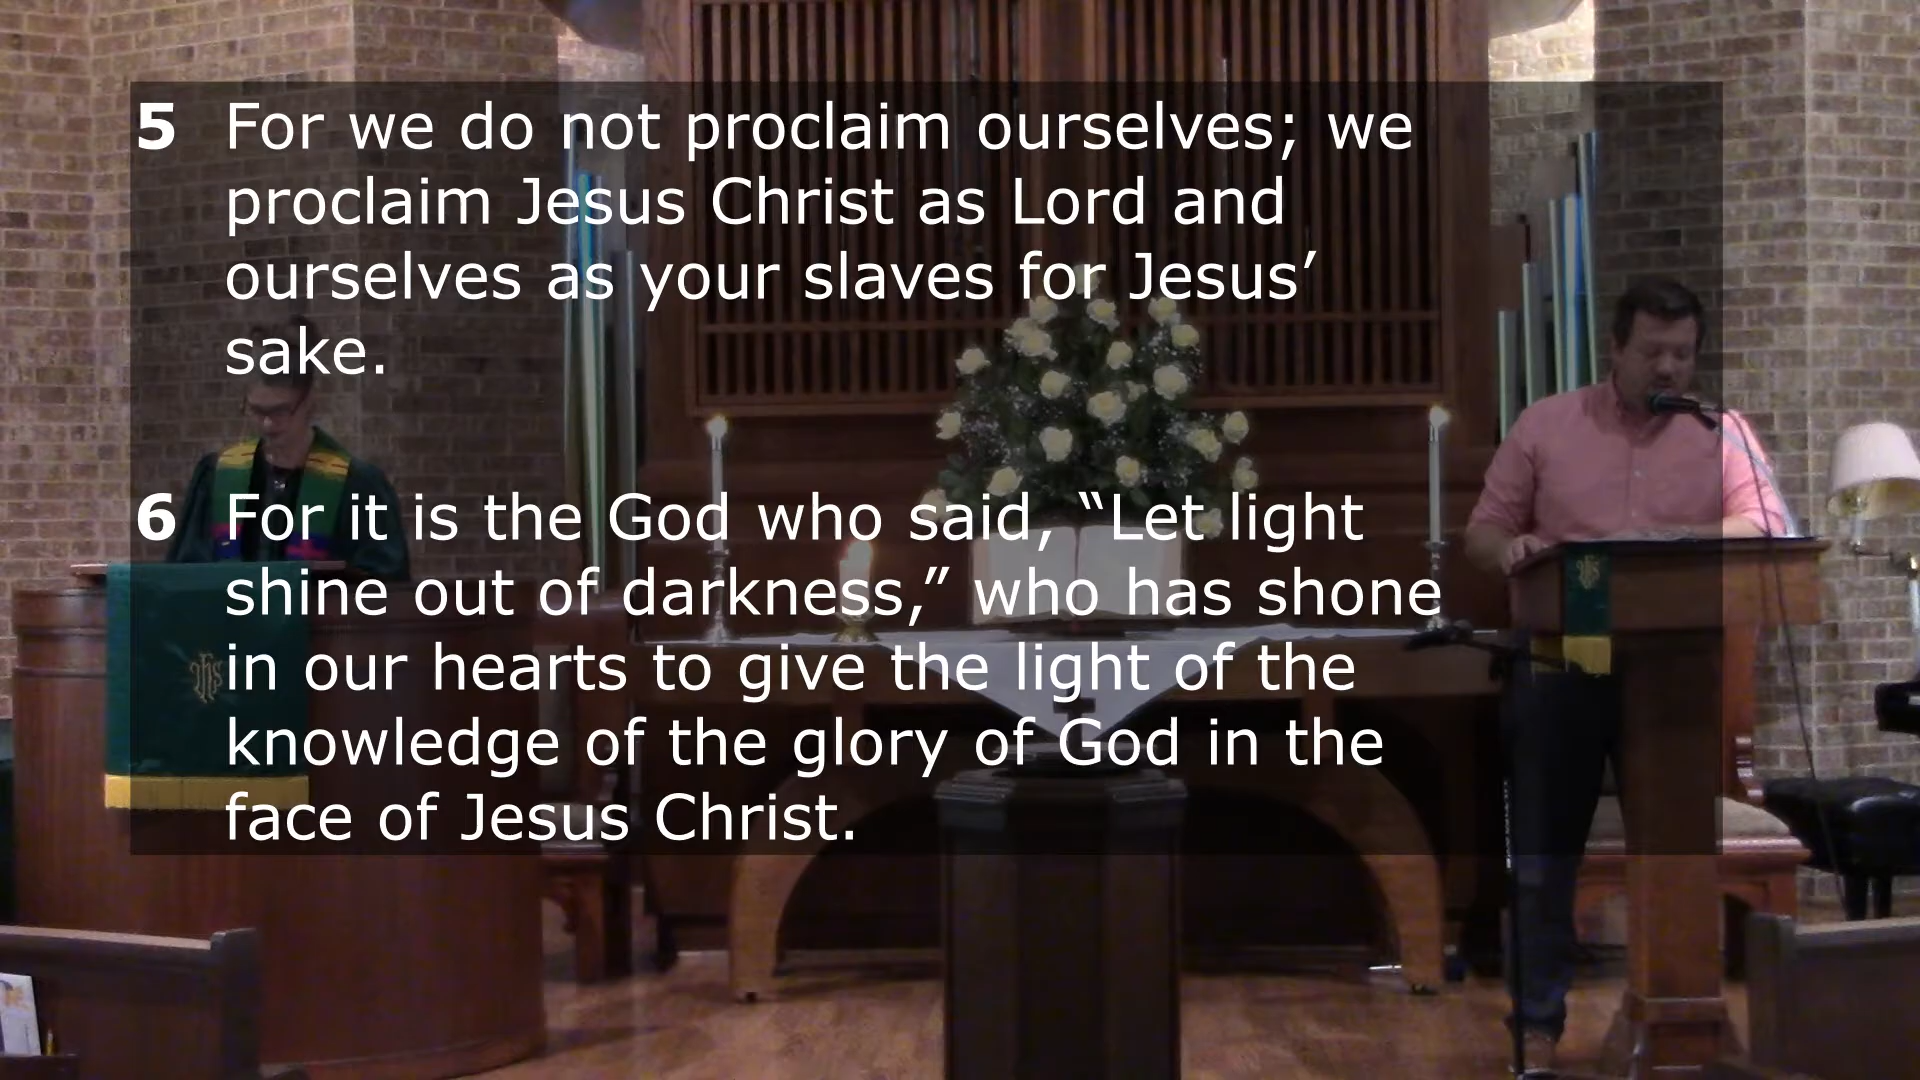 5 For we do not proclaim ourselves; we
proclaim Jesus Christ as Lord and
ourselves as your slaves for Jesus’
sake.
6 For it is the God who said, “Let light
shine out of darkness,” who has shone
in our hearts to give the light of the
knowledge of the glory of God in the
face of Jesus Christ.